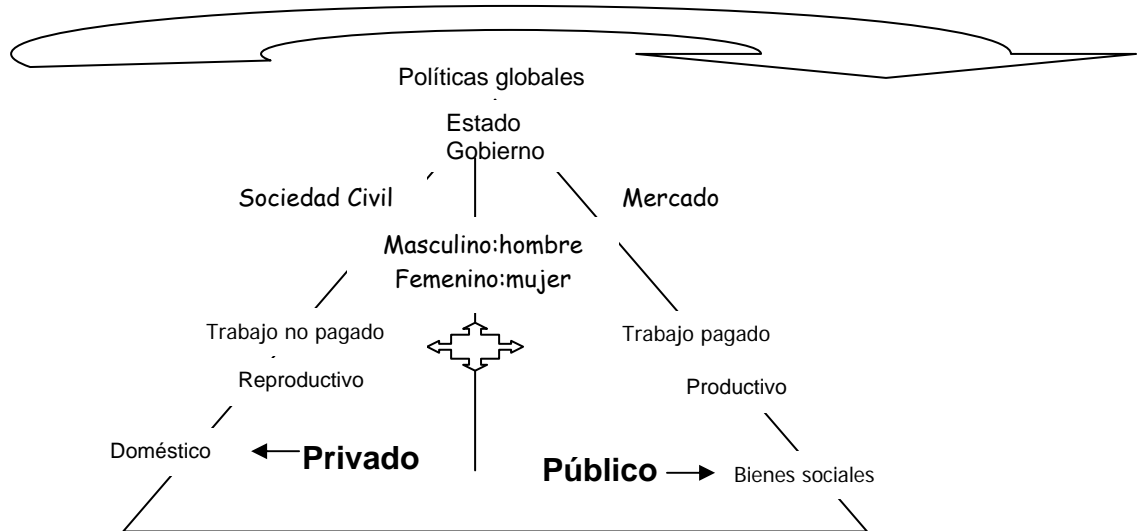 Políticas globales
Estado
Gobierno
Sociedad Civil
Mercado
Masculino:hombre
Femenino:mujer
Trabajo no pagado
Trabajo pagado
Reproductivo
Productivo
Doméstico
Privado
Público
Bienes sociales